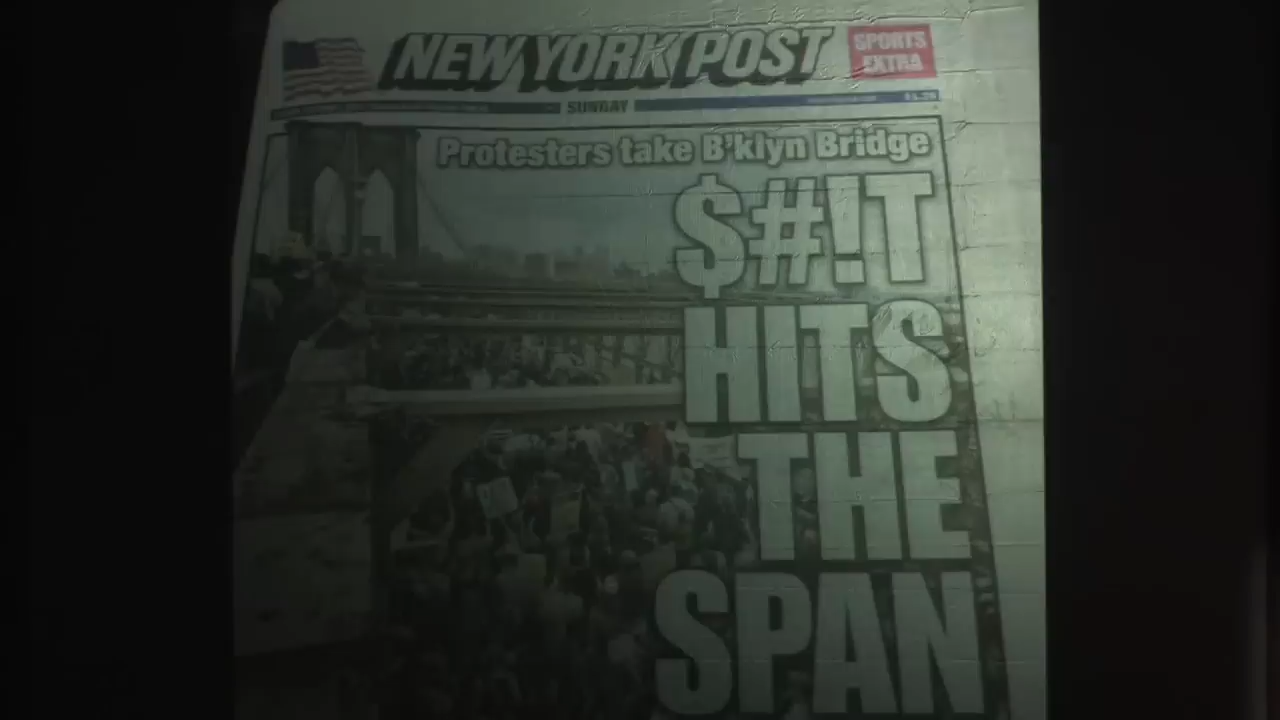 NEW YORK POST
SPORTS
EXTRA
SUNDAY
Protesters take B'klyn Bridge
$#!T
HITS
THE
SPAN